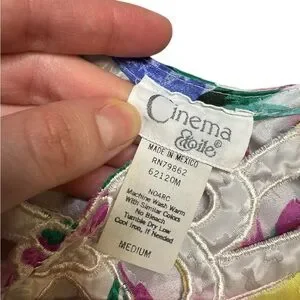 Cinema
Etoile®
MADE IN MEXICO
RN79862
62120M
NO4RC
Machine Wash Warm
With Similar Colors
No Bleach
Tumble Dry Low
Cool Iron, If Needed
MEDIUM